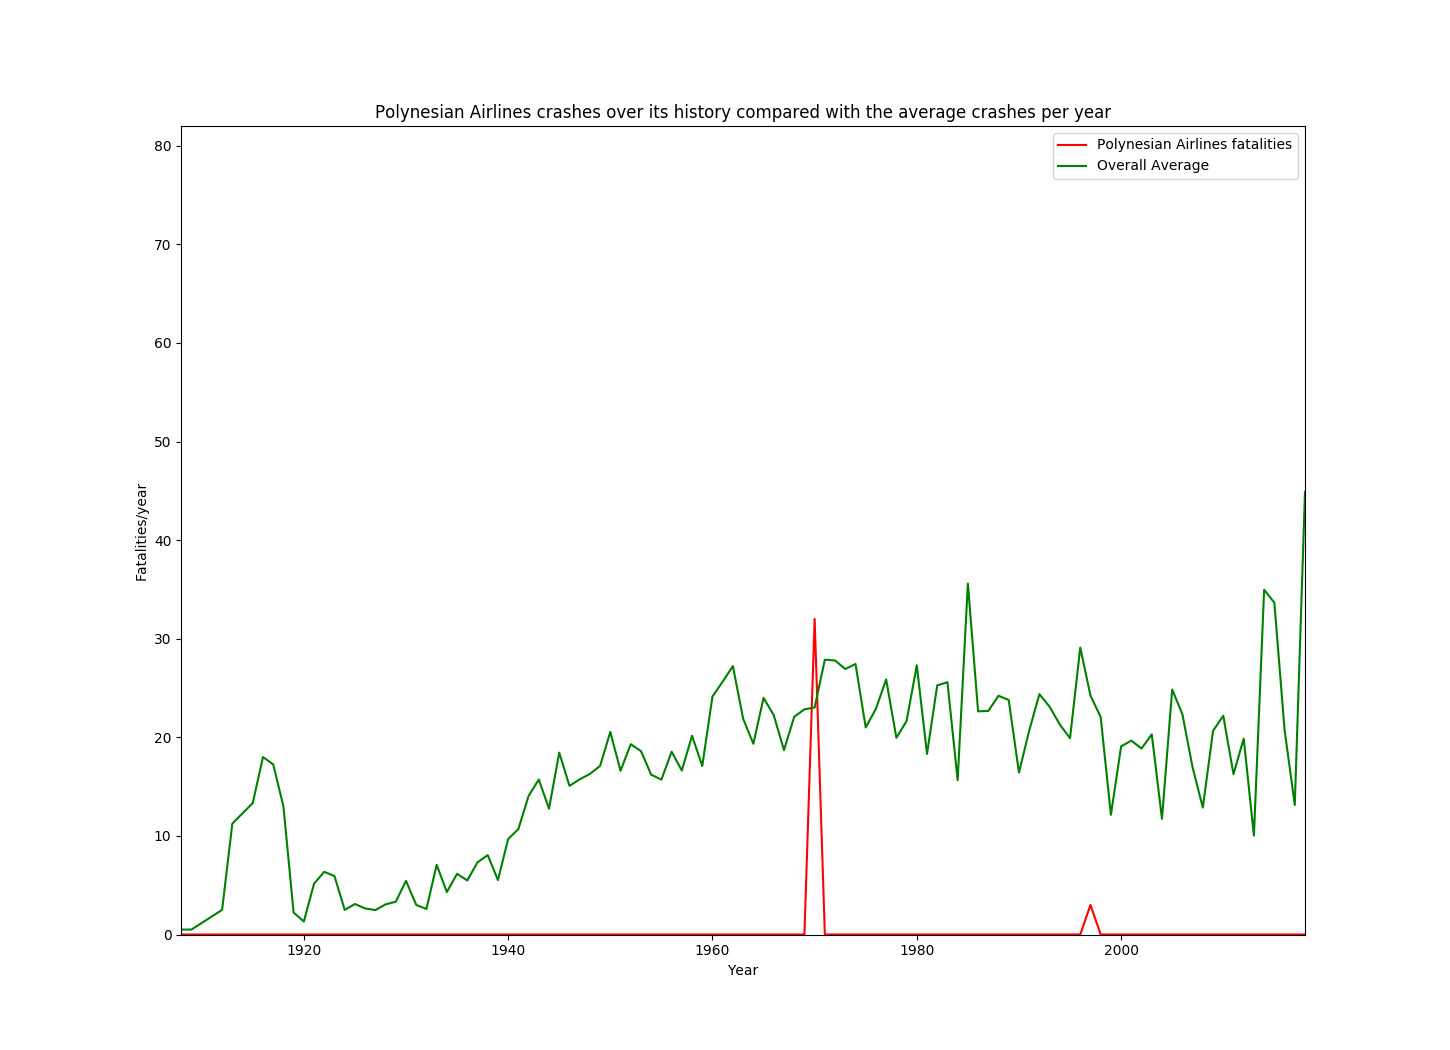 Polynesian Airlines crashes over its history compared with the average crashes per year
Polynesian Airlines fatalities
Overall Average
80
70
60
50
40
30
20
10
0
Fatalities/year
1920
1940
1960
1980
2000
Year